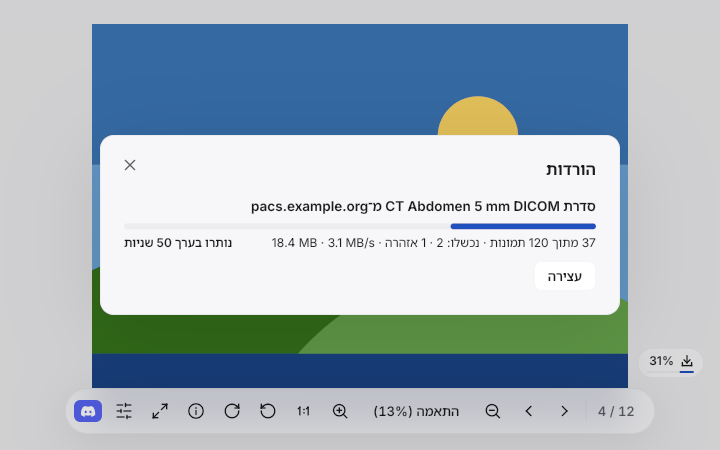 הורדות
סדרת CT Abdomen 5 mm DICOM מ־pacs.example.org
37 מתוך 120 תמונות · נכשלו: 2 · 1 אזהרה · 3.1 MB/s · 18.4 MB
נותרו בערך 50 שניות
עצירה
31%
4 / 12
התאמה (13%)
1:1